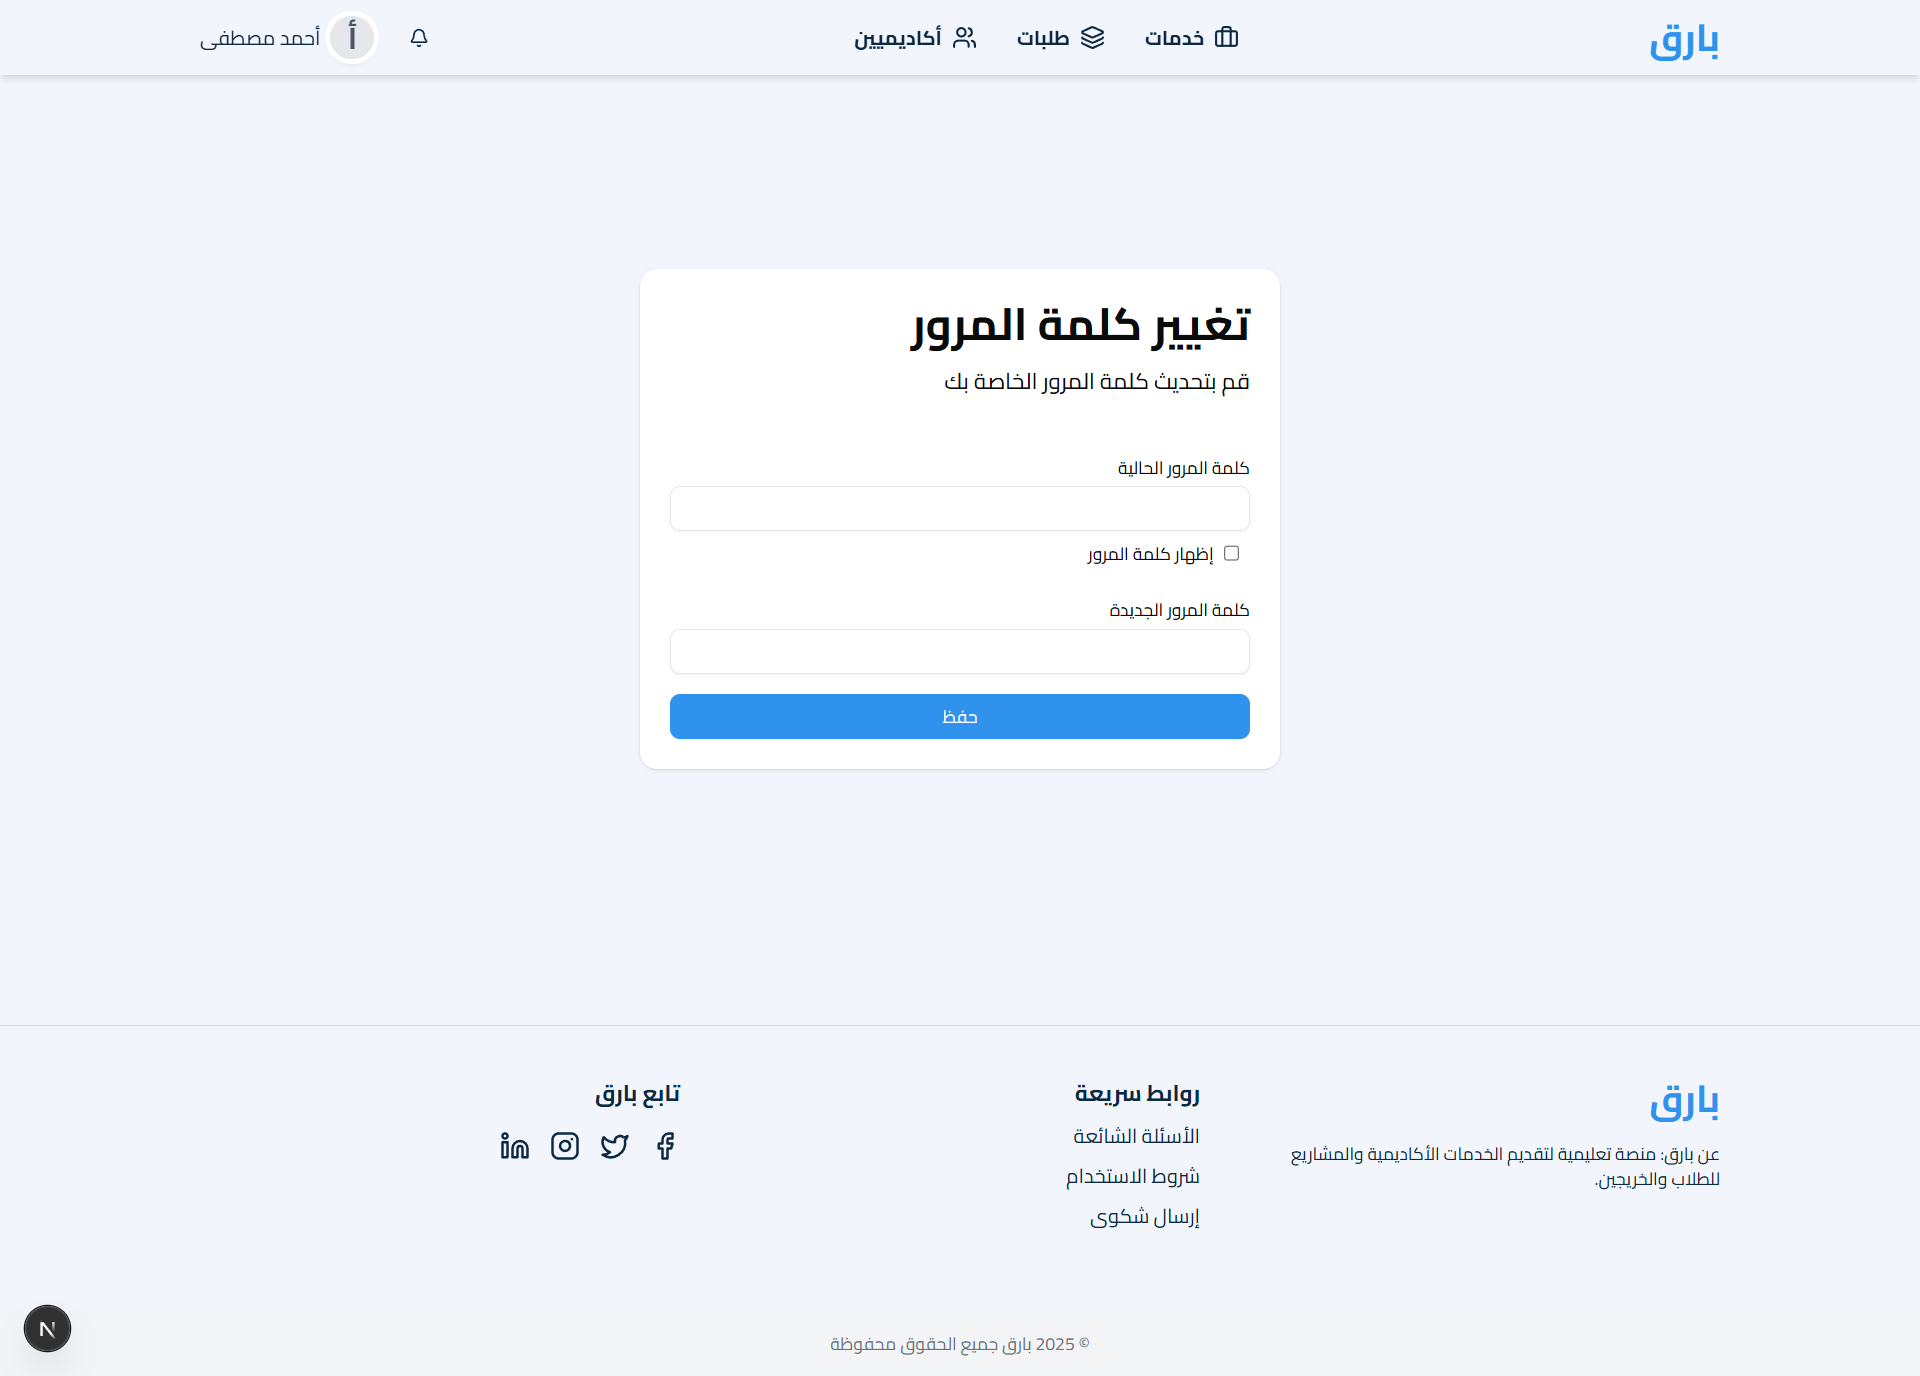 بارق
خدمات
طلبات
أكاديميين
أ
أحمد مصطفى
تغيير كلمة المرور
قم بتحديث كلمة المرور الخاصة بك
كلمة المرور الحالية
إظهار كلمة المرور
كلمة المرور الجديدة
حفظ
بارق
عن بارق: منصة تعليمية لتقديم الخدمات الأكاديمية والمشاريع
للطلاب والخريجين.
روابط سريعة
الأسئلة الشائعة
شروط الاستخدام
إرسال شكوى
تابع بارق
© 2025 بارق جميع الحقوق محفوظة
N